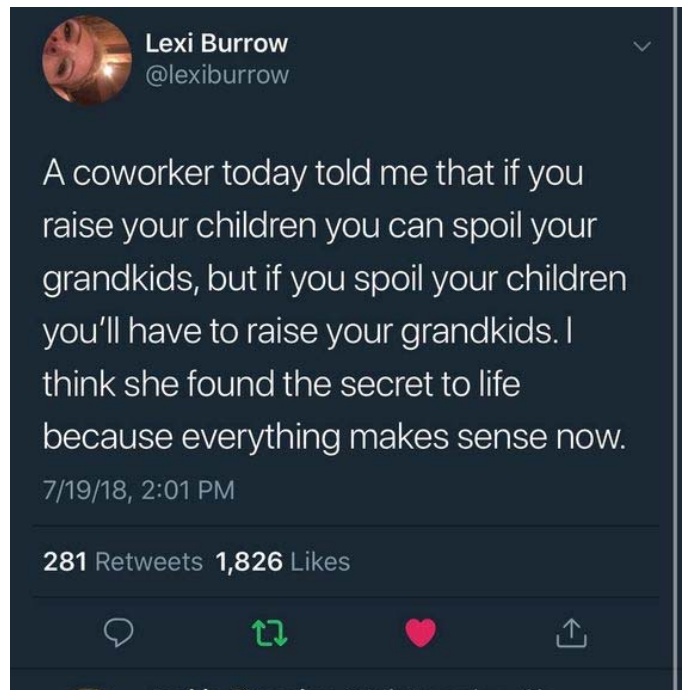 Lexi Burrow
@lexiburrow
A coworker today told me that if you
raise your children you can spoil your
grandkids, but if you spoil your children
you'll have to raise your grandkids. I
think she found the secret to life
because everything makes sense now.
7/19/18, 2:01 PM
281 Retweets 1,826 Likes